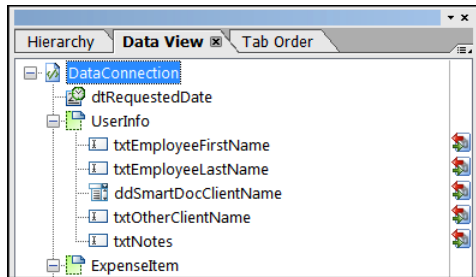 Hierarchy Data View Tab Order
DataConnection
dtRequestedDate
UserInfo
txtEmployeeFirstName
txtEmployeeLastName
ddSmartDocClientName
txtOtherClientName
txtNotes
ExpenseItem